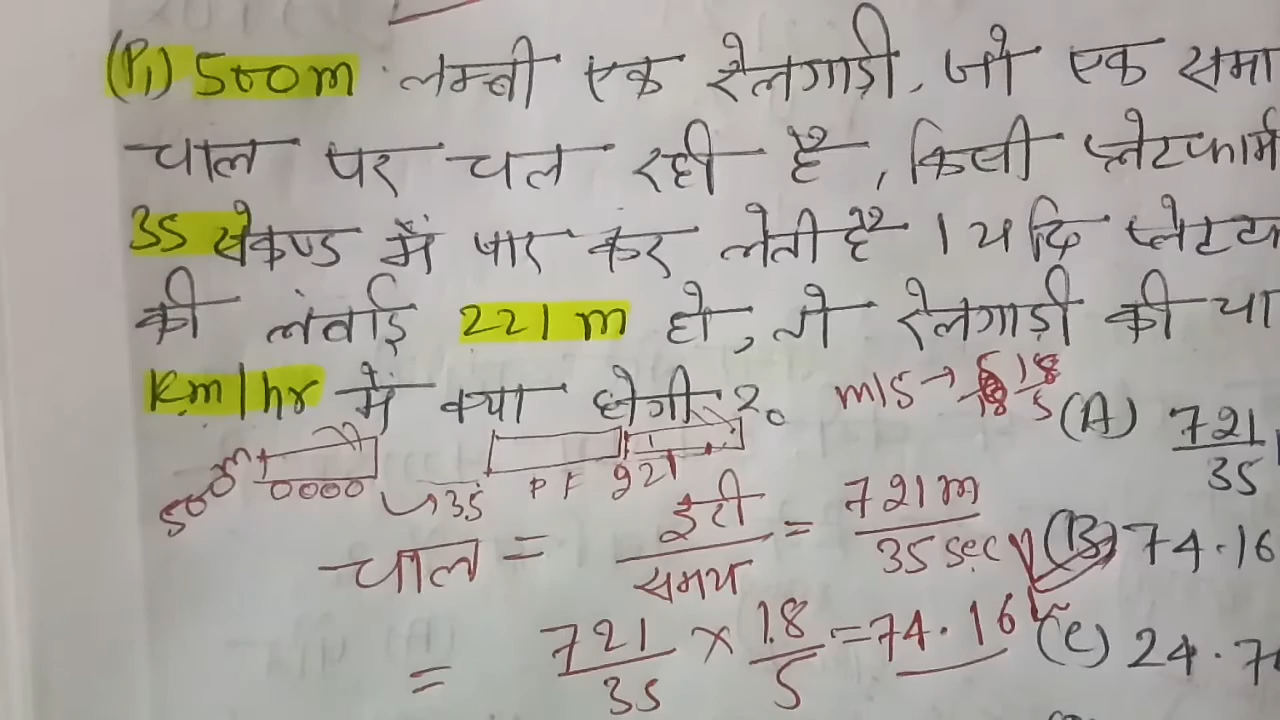 (P₁) 500m लम्बी एक रेलगाड़ी, जो एक समा
चाल पर चल रही है, किसी प्लेटफार्म
35 सेकण्ड में पार कर लेती है। यदि प्लेटफ
की लंबाई 221m हो, तो रेलगाड़ी की चा
Km/hr में क्या होगी?
m/s → 18/5
(A) 721/35
500m 0000 35 PF 221
चाल = दूरी/समय = 721m/35sec
(B) 74.16
= 721/35 × 18/5 = 74.16
(C) 24.7